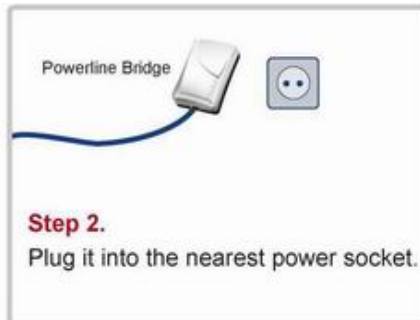 Powerline Bridge
Step 2.
Plug it into the nearest power socket.